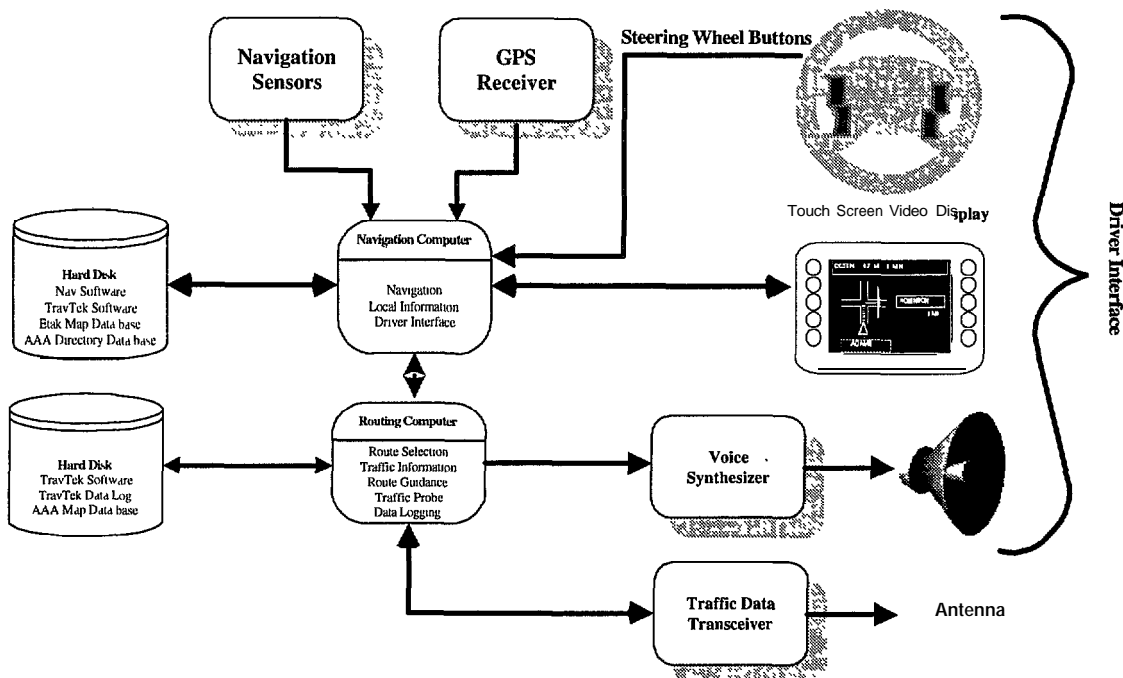 Navigation
Sensors
GPS
Receiver
Steering Wheel Buttons
Touch Screen Video Display
Driver Interface
Navigation Computer
Navigation
Local Information
Driver Interface
Hard Disk
Nav Software
TravTek Software
Etak Map Data base
AAA Directory Data base
Routing Computer
Route Selection
Traffic Information
Route Guidance
Traffic Probe
Data Logging
Hard Disk
TravTek Software
TravTek Data Log
AAA Map Data base
Voice
Synthesizer
Traffic Data
Transceiver
Antenna